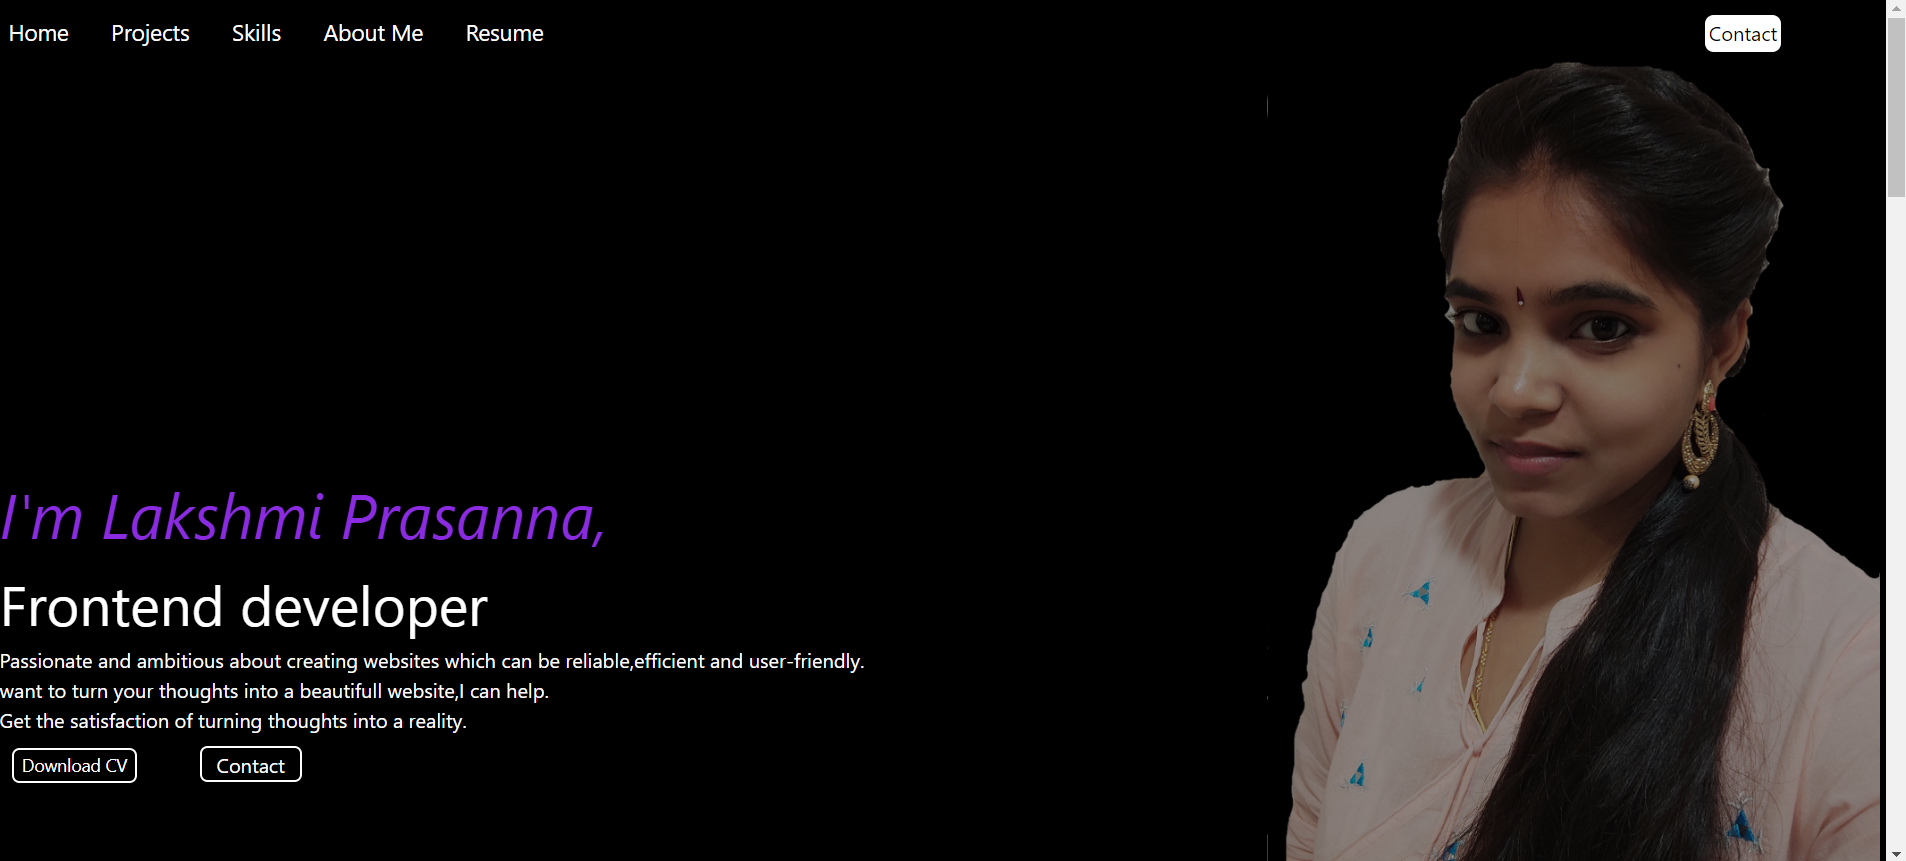 Home Projects Skills About Me Resume Contact
I'm Lakshmi Prasanna,
Frontend developer
Passionate and ambitious about creating websites which can be reliable,efficient and user-friendly.
want to turn your thoughts into a beautifull website,I can help.
Get the satisfaction of turning thoughts into a reality.
Download CV Contact